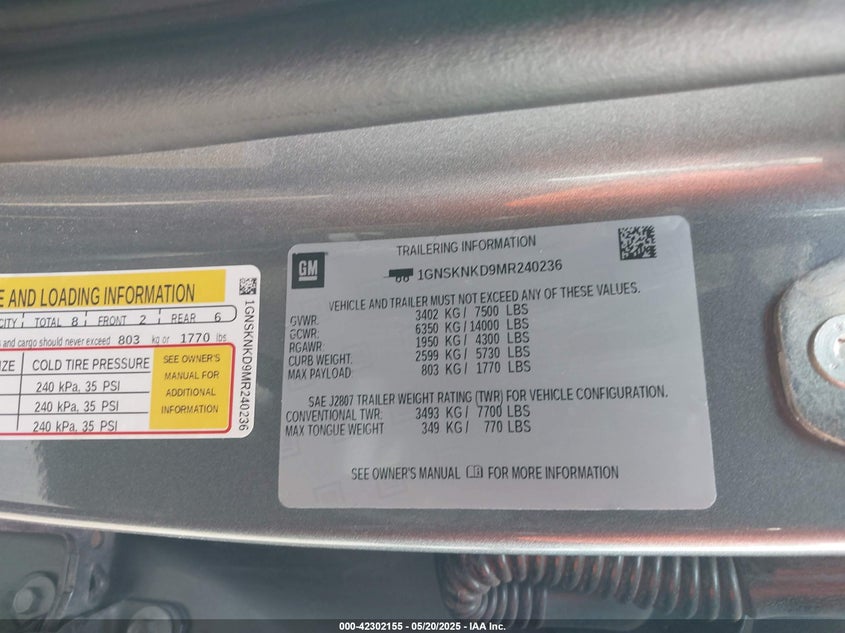 E AND LOADING INFORMATION
CITY TOTAL 8 FRONT 2 REAR 6
s and cargo should never exceed 803 kg or 1770 lbs
ZE COLD TIRE PRESSURE
240 kPa, 35 PSI
240 kPa, 35 PSI
240 kPa, 35 PSI
SEE OWNER'S
MANUAL FOR
ADDITIONAL
INFORMATION
1GNSKNKD9MR240236
GM
TRAILERING INFORMATION
1GNSKNKD9MR240236
VEHICLE AND TRAILER MUST NOT EXCEED ANY OF THESE VALUES.
GVWR: 3402 KG / 7500 LBS
GCWR: 6350 KG / 14000 LBS
RGAWR: 1950 KG / 4300 LBS
CURB WEIGHT: 2599 KG / 5730 LBS
MAX PAYLOAD: 803 KG / 1770 LBS
SAE J2807 TRAILER WEIGHT RATING (TWR) FOR VEHICLE CONFIGURATION.
CONVENTIONAL TWR: 3493 KG / 7700 LBS
MAX TONGUE WEIGHT 349 KG / 770 LBS
SEE OWNER'S MANUAL FOR MORE INFORMATION
000-42302155 - 05/20/2025 - IAA Inc.